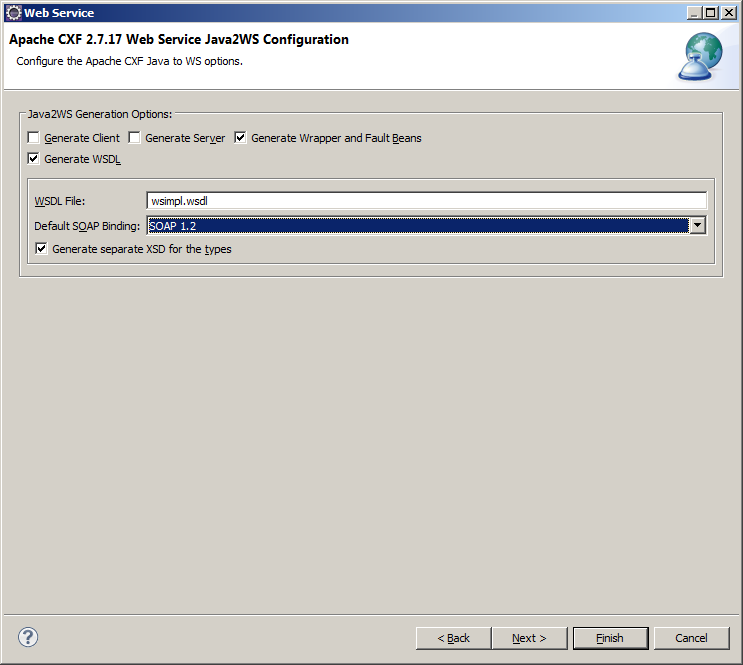 Web Service
Apache CXF 2.7.17 Web Service Java2WS Configuration
Configure the Apache CXF Java to WS options.
Java2WS Generation Options:
Generate Client Generate Server Generate Wrapper and Fault Beans
Generate WSDL
WSDL File: wsimpl.wsdl
Default SOAP Binding: SOAP 1.2
Generate separate XSD for the types
? < Back Next > Finish Cancel